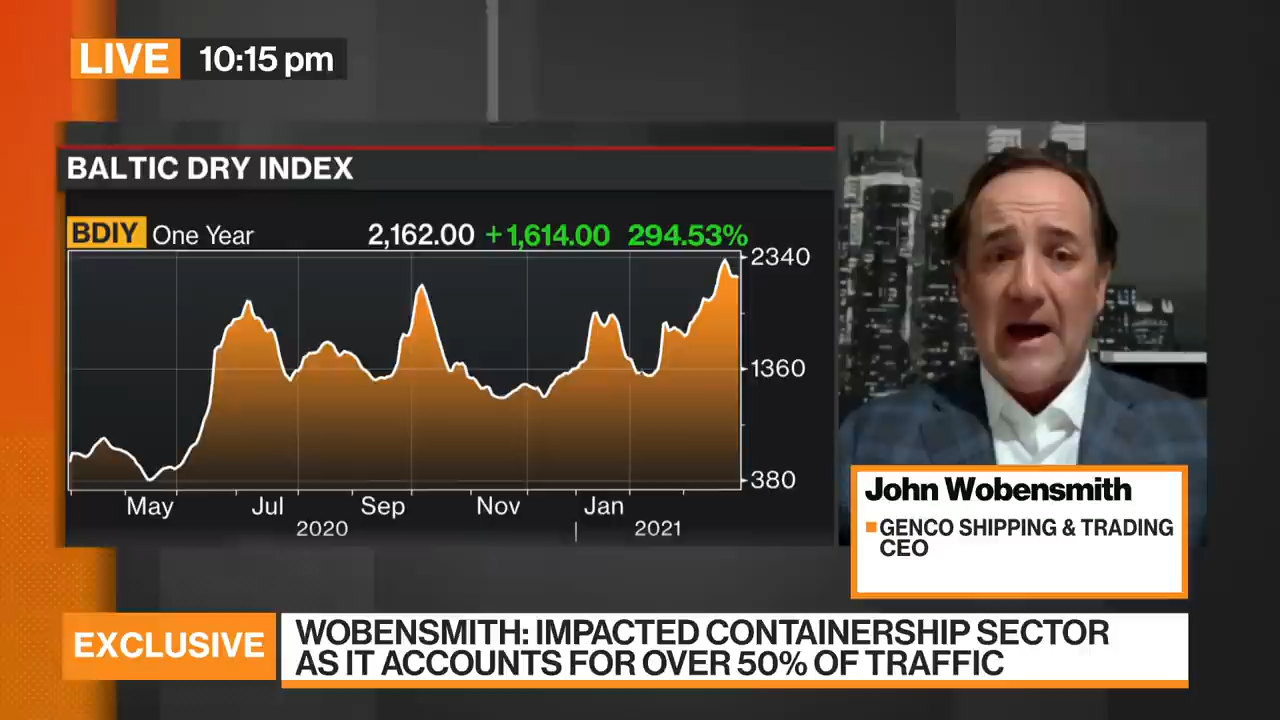 LIVE 10:15 pm
BALTIC DRY INDEX
BDIY One Year 2,162.00 +1,614.00 294.53%
2340
1360
380
May Jul Sep Nov Jan
2020 2021
John Wobensmith
GENCO SHIPPING & TRADING
CEO
EXCLUSIVE
WOBENSMITH: IMPACTED CONTAINERSHIP SECTOR
AS IT ACCOUNTS FOR OVER 50% OF TRAFFIC